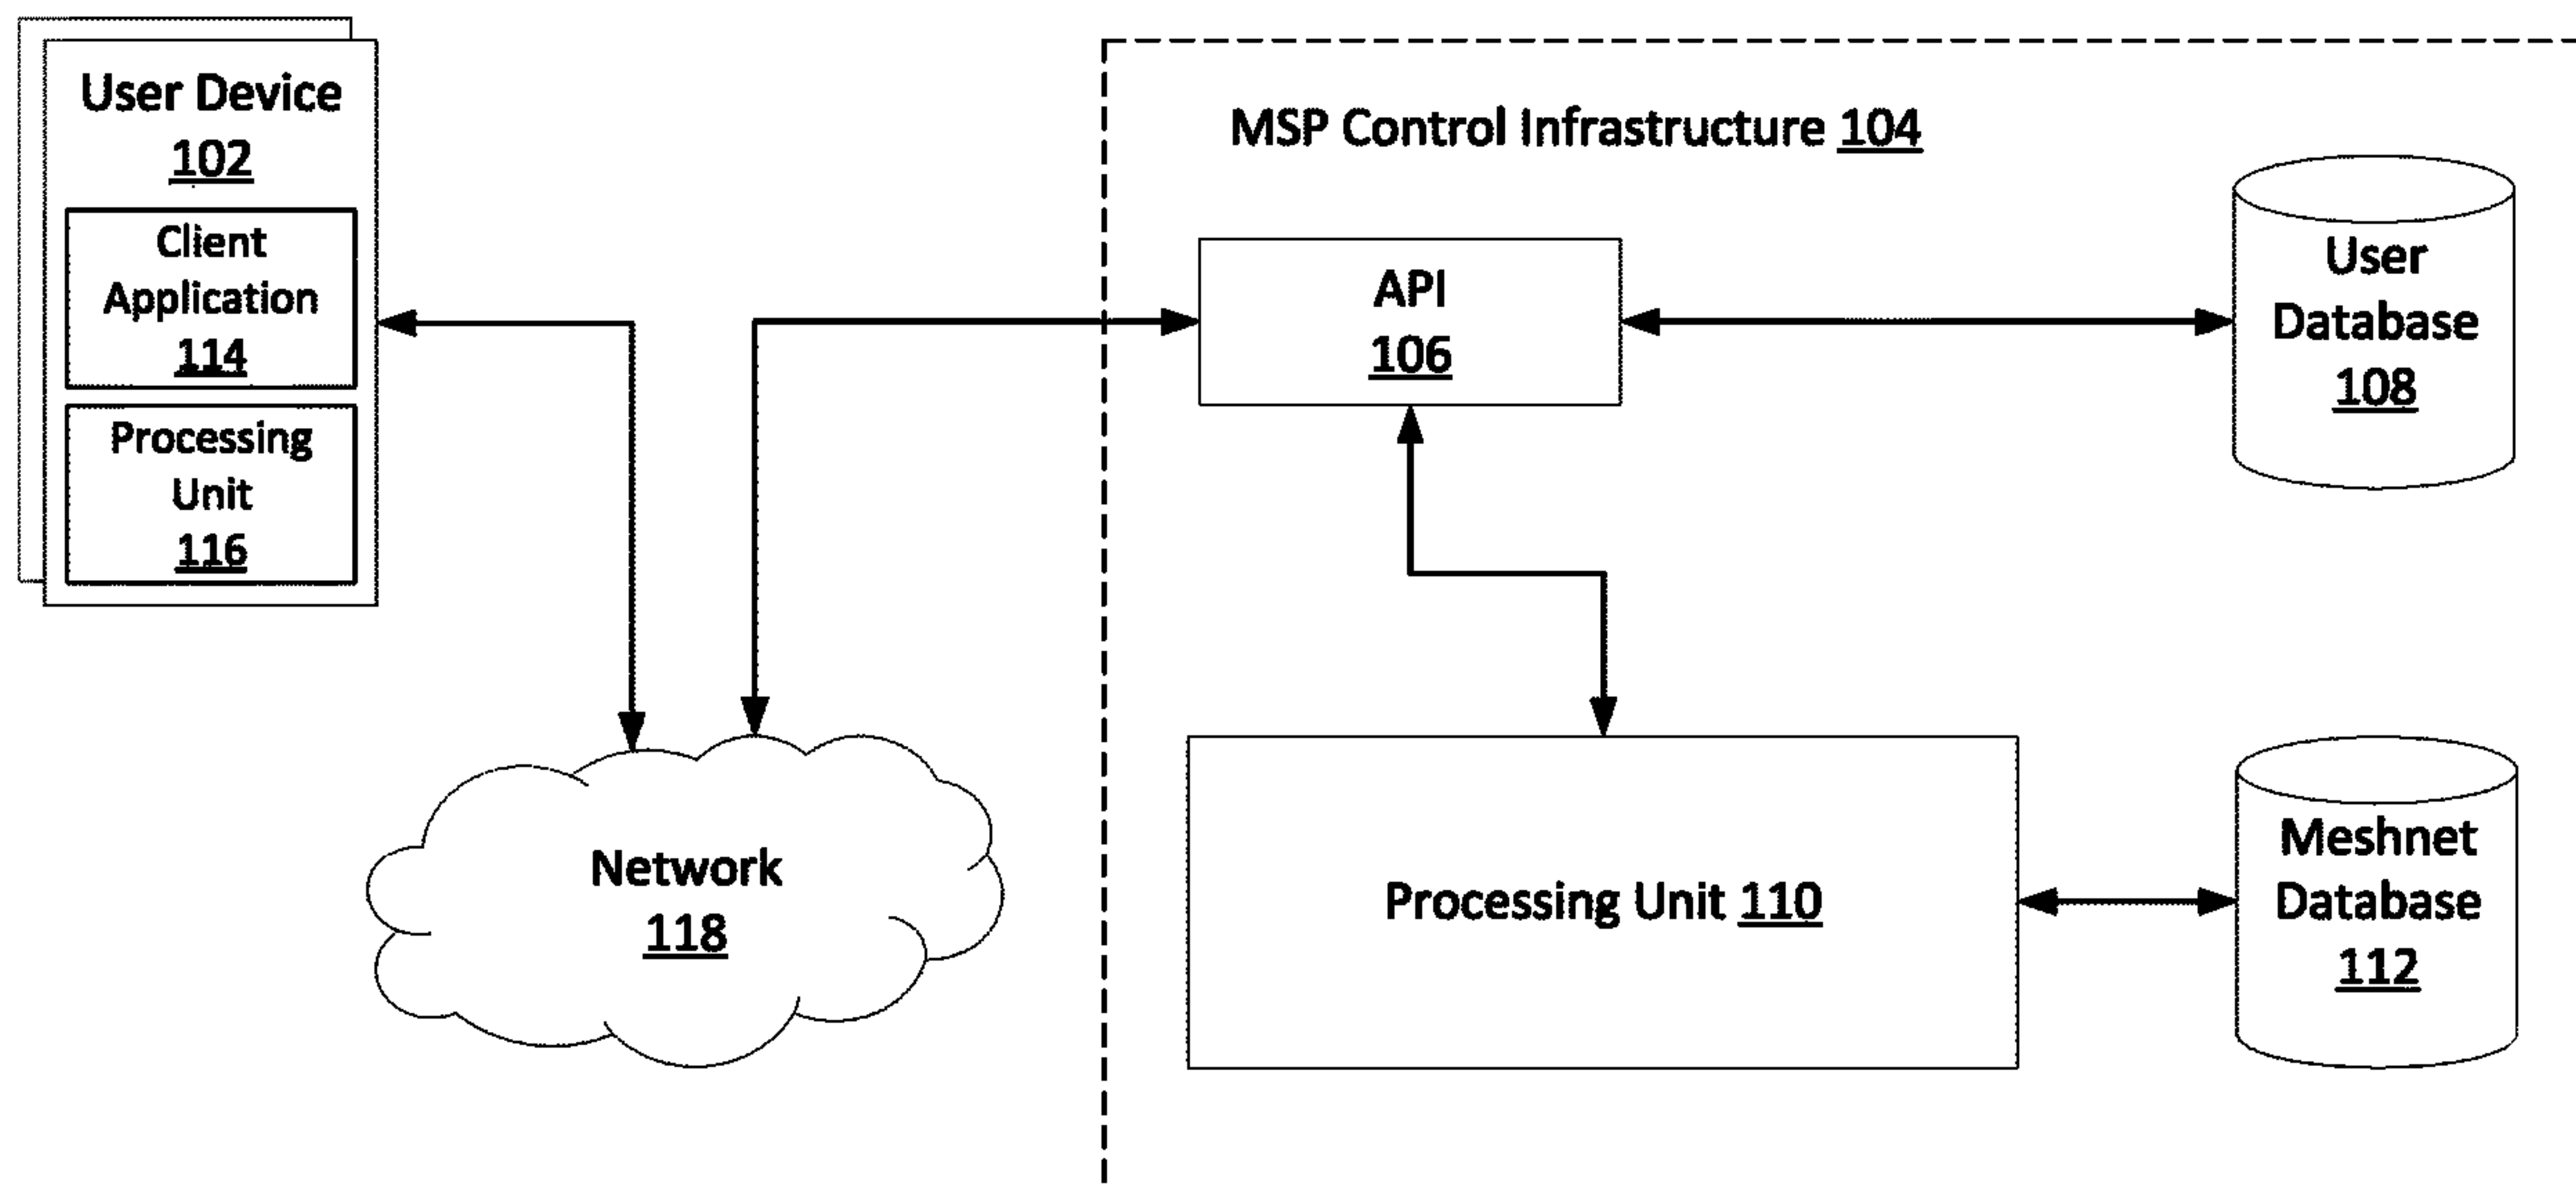 User Device
102
Client
Application
114
Processing
Unit
116
MSP Control Infrastructure 104
API
106
User
Database
108
Network
118
Processing Unit 110
Meshnet
Database
112